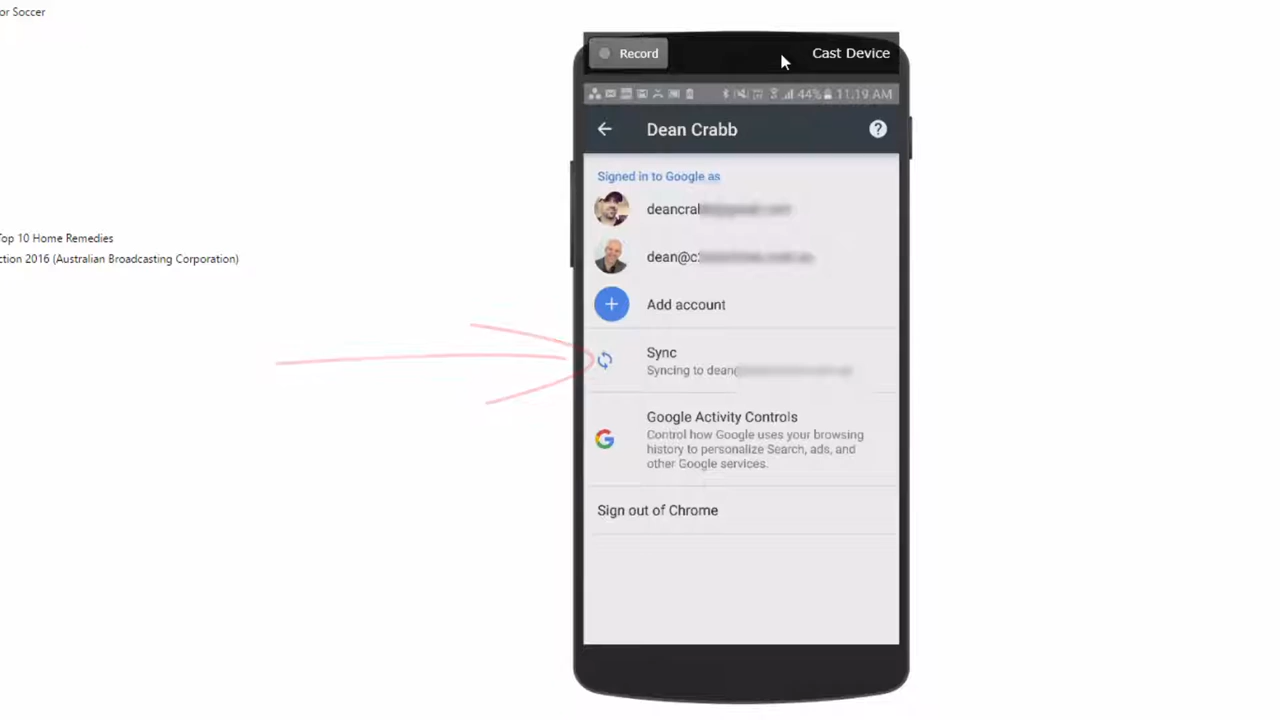 or Soccer
Top 10 Home Remedies
ction 2016 (Australian Broadcasting Corporation)
Record
Cast Device
44% 11:19 AM
Dean Crabb
Signed in to Google as
deancrab
dean@c
Add account
Sync
Syncing to dean@
Google Activity Controls
Control how Google uses your browsing
history to personalize Search, ads, and
other Google services.
Sign out of Chrome